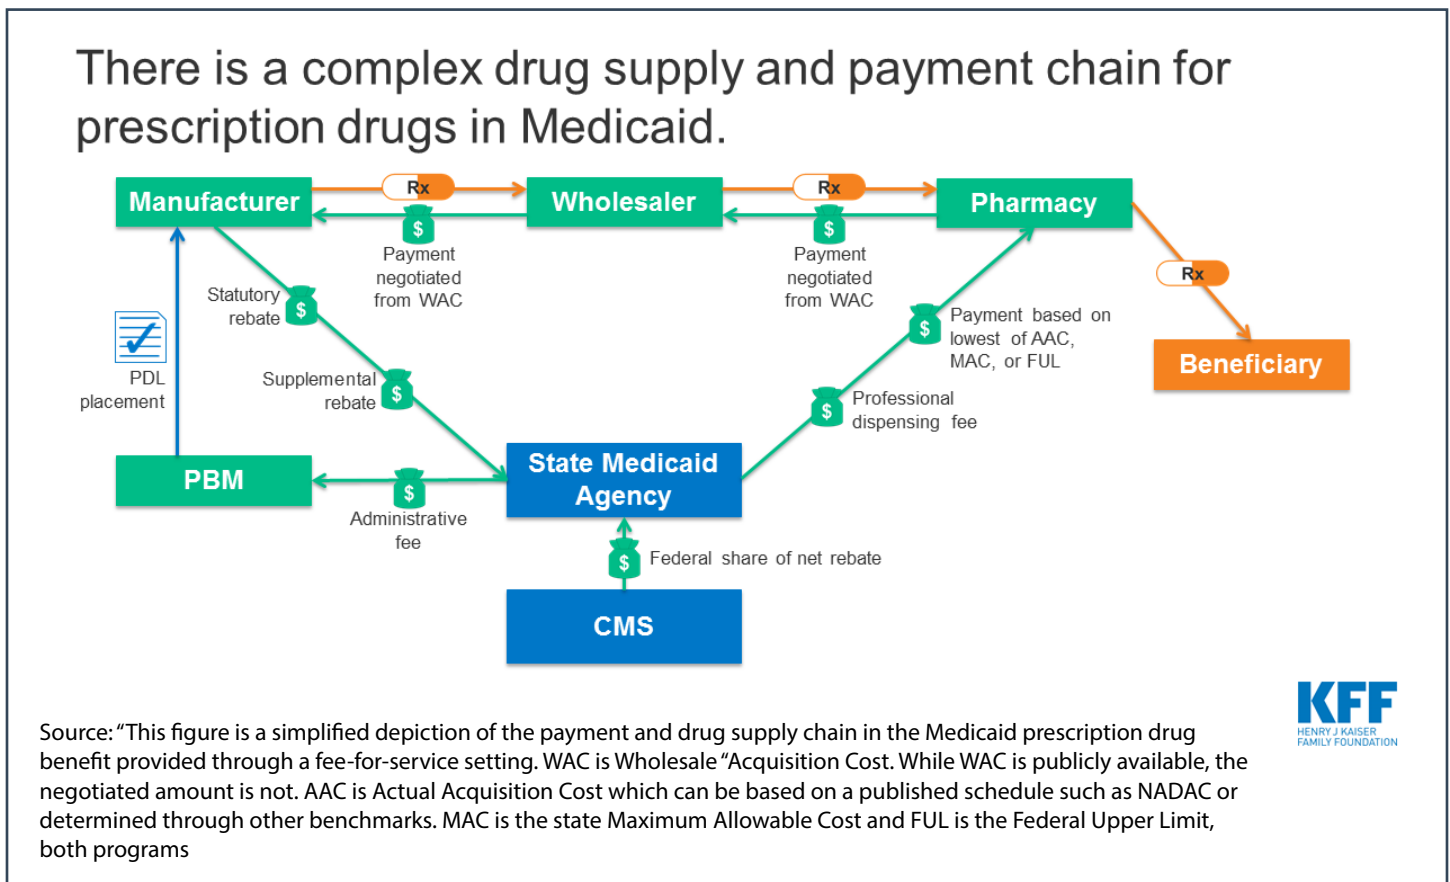 There is a complex drug supply and payment chain for
prescription drugs in Medicaid.
Manufacturer
Rx
Wholesaler
Rx
Pharmacy
$
Payment
negotiated
from WAC
$
Payment
negotiated
from WAC
Rx
Statutory
rebate
$
$
Payment based on
lowest of AAC,
MAC, or FUL
Beneficiary
PDL
placement
Supplemental
rebate
$
$
Professional
dispensing fee
PBM
State Medicaid
Agency
$
Administrative
fee
$
Federal share of net rebate
CMS
KFF
HENRY J KAISER
FAMILY FOUNDATION
Source: “This figure is a simplified depiction of the payment and drug supply chain in the Medicaid prescription drug
benefit provided through a fee-for-service setting. WAC is Wholesale “Acquisition Cost. While WAC is publicly available, the
negotiated amount is not. AAC is Actual Acquisition Cost which can be based on a published schedule such as NADAC or
determined through other benchmarks. MAC is the state Maximum Allowable Cost and FUL is the Federal Upper Limit,
both programs